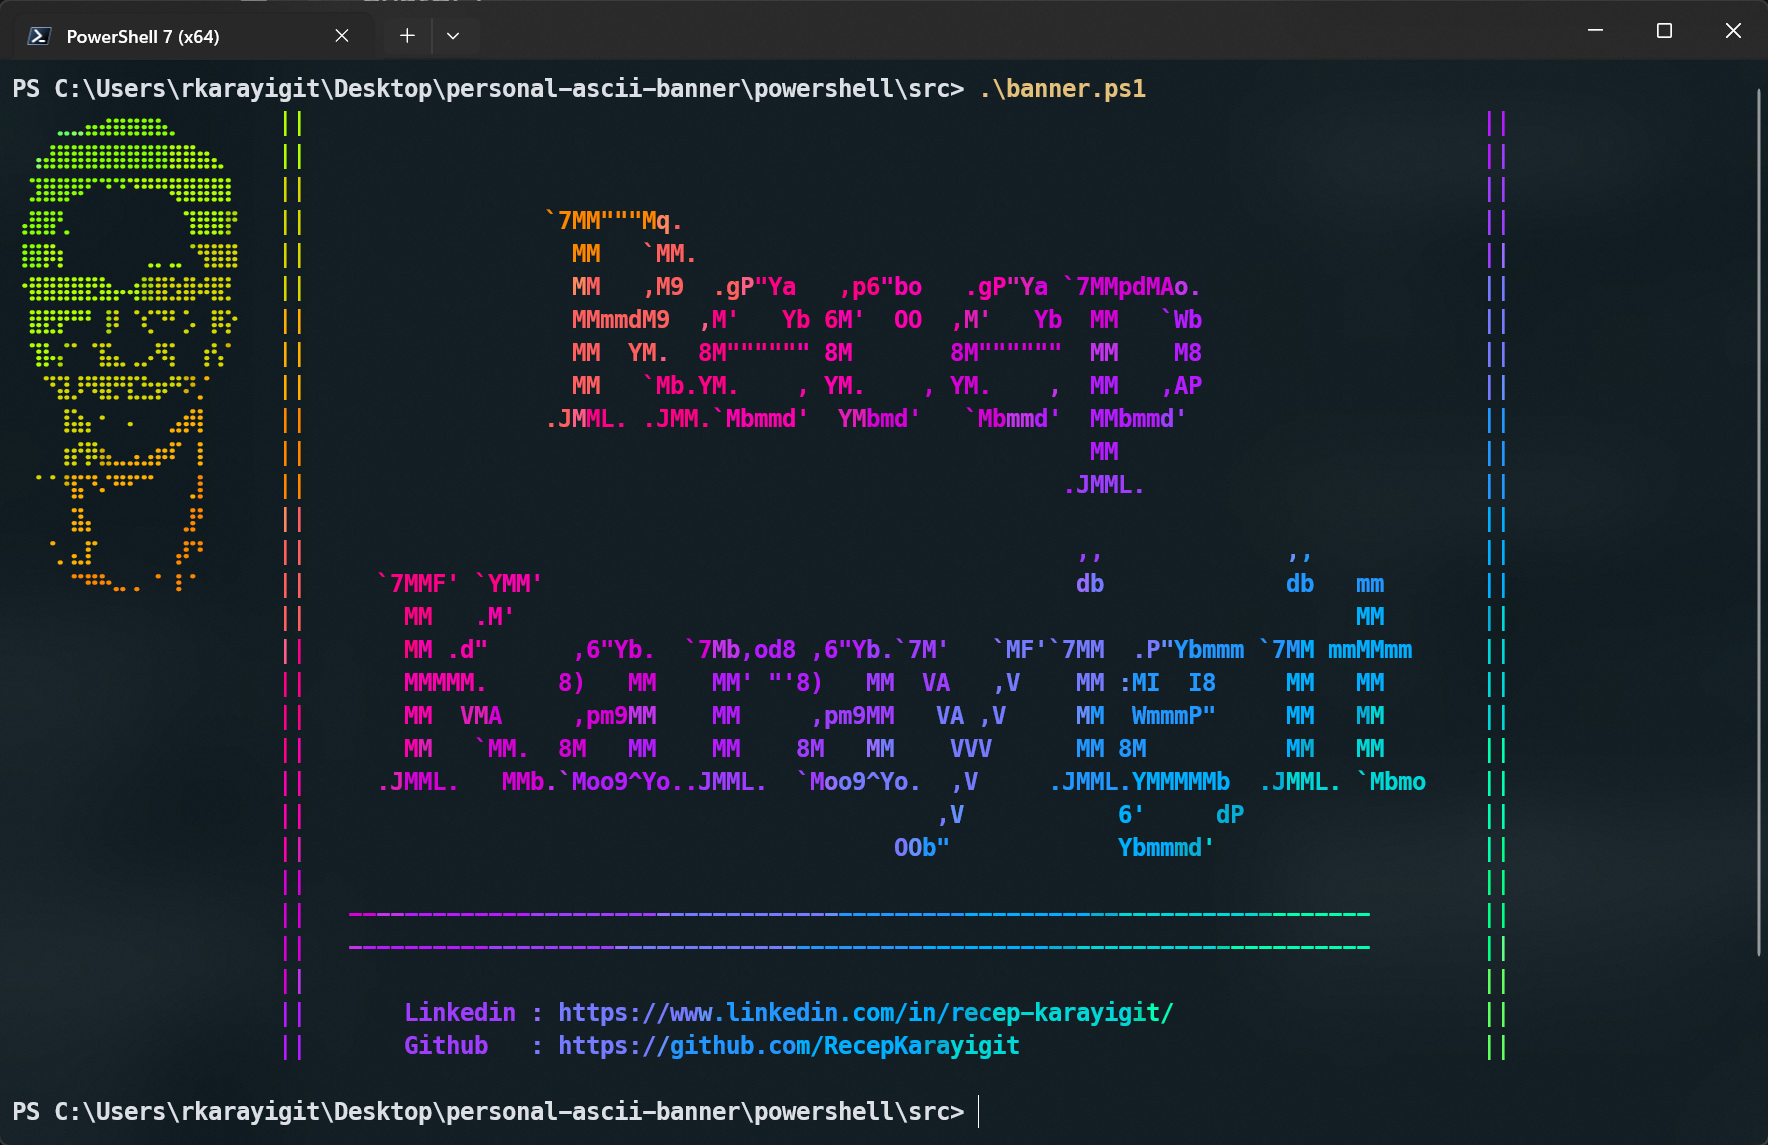 PowerShell 7 (x64)
PS C:\Users\rkarayigit\Desktop\personal-ascii-banner\powershell\src> .\banner.ps1
`7MM"""Mq.
MM   `MM.
MM   ,M9  .gP"Ya   ,p6"bo   .gP"Ya `7MMpdMAo.
MMmmdM9  ,M'   Yb 6M'  OO  ,M'   Yb  MM   `Wb
MM  YM.  8M"""""" 8M       8M""""""  MM    M8
MM   `Mb.YM.    , YM.    , YM.    ,  MM   ,AP
.JMML. .JMM.`Mbmmd'  YMbmd'   `Mbmmd'  MMbmmd'
MM
.JMML.
,,             ,,
`7MMF' `YMM'                                      db             db   mm
MM   .M'                                                            MM
MM .d"      ,6"Yb.  `7Mb,od8 ,6"Yb.`7M'   `MF'`7MM  .P"Ybmmm `7MM mmMMmm
MMMMM.     8)   MM    MM' "'8)   MM  VA   ,V    MM :MI  I8     MM   MM
MM  VMA     ,pm9MM    MM     ,pm9MM   VA ,V     MM  WmmmP"     MM   MM
MM   `MM.  8M   MM    MM    8M   MM    VVV      MM 8M          MM   MM
.JMML.   MMb.`Moo9^Yo..JMML.  `Moo9^Yo.  ,V     .JMML.YMMMMMb  .JMML. `Mbmo
,V           6'     dP
OOb"            Ybmmmd'
Linkedin : https://www.linkedin.com/in/recep-karayigit/
Github   : https://github.com/RecepKarayigit
PS C:\Users\rkarayigit\Desktop\personal-ascii-banner\powershell\src>